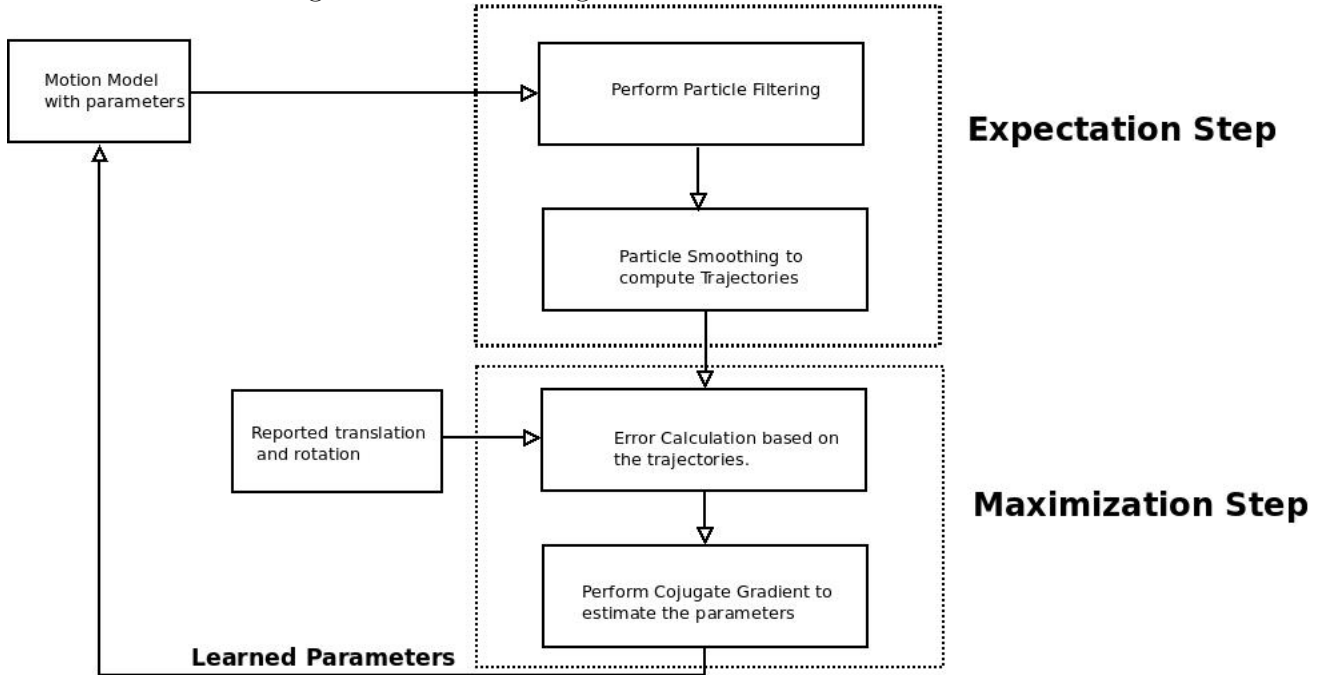 Motion Model
with parameters
Perform Particle Filtering
Expectation Step
Particle Smoothing to
compute Trajectories
Reported translation
and rotation
Error Calculation based on
the trajectories.
Maximization Step
Perform Cojugate Gradient to
estimate the parameters
Learned Parameters